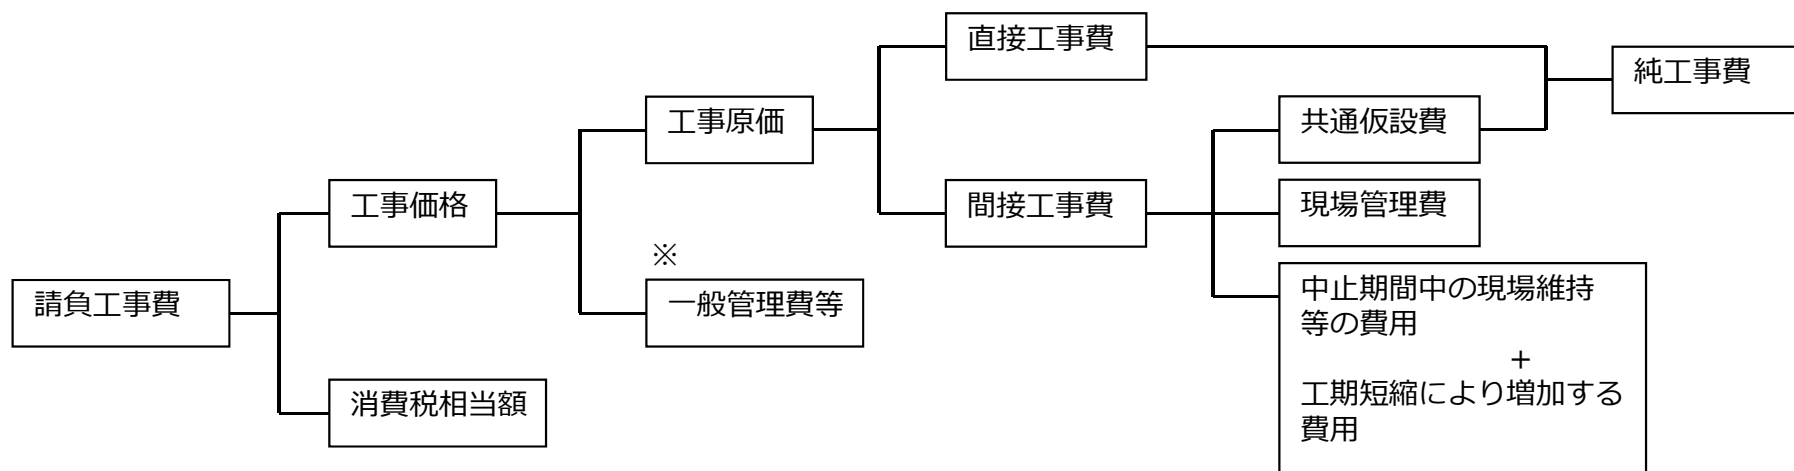 直接工事費
純工事費
工事原価
共通仮設費
工事価格
間接工事費
現場管理費
※
請負工事費
一般管理費等
中止期間中の現場維持
等の費用
+
工期短縮により増加する
費用
消費税相当額